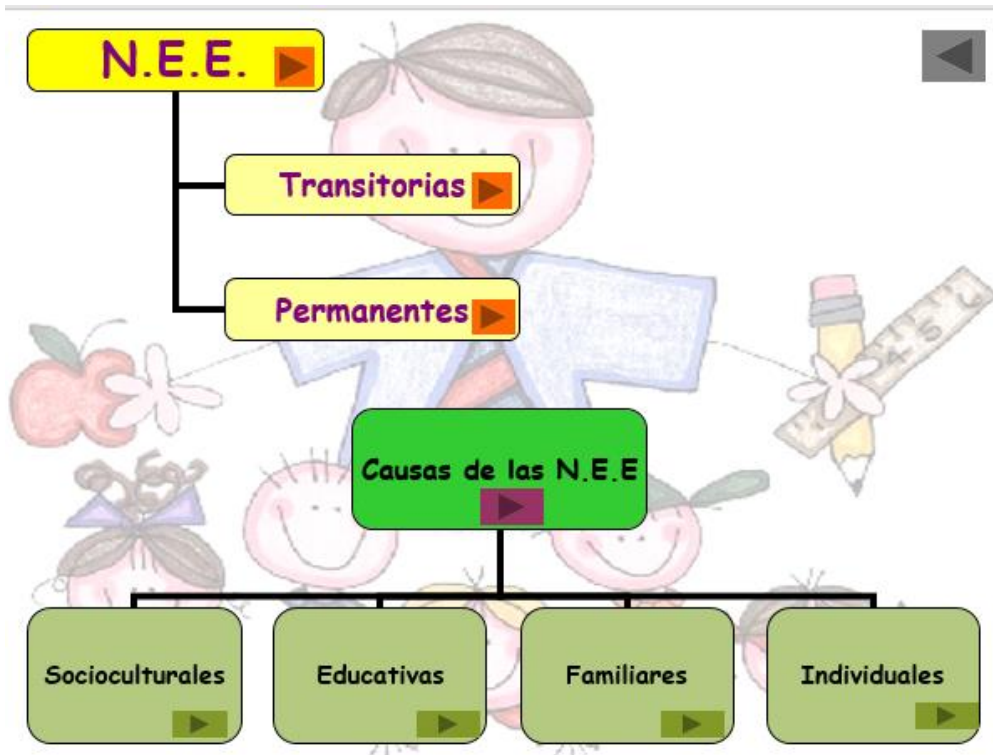 N.E.E.
Transitorias
Permanentes
Causas de las N.E.E
Socioculturales
Educativas
Familiares
Individuales